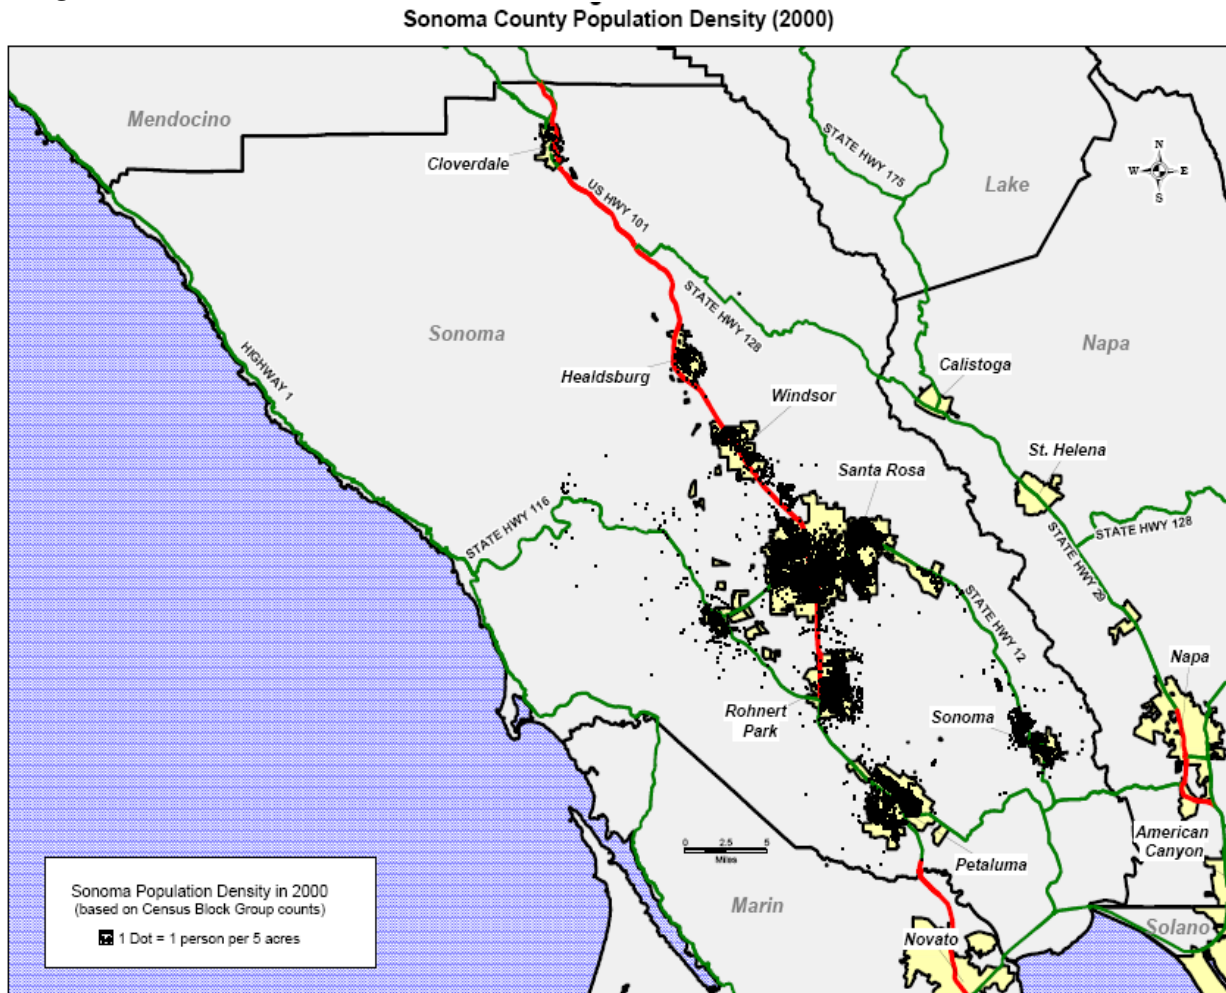 Sonoma County Population Density (2000)
Mendocino
Cloverdale
US HWY 101
STATE HWY 175
Lake
N
W E
S
Sonoma
HIGHWAY 1
STATE HWY 128
Napa
Healdsburg
Calistoga
Windsor
St. Helena
Santa Rosa
STATE HWY 116
STATE HWY 128
STATE HWY 29
STATE HWY 12
Napa
Rohnert
Park
Sonoma
American
Canyon
0 2.5 5
Miles
Petaluma
Marin
Solano
Novato
Sonoma Population Density in 2000
(based on Census Block Group counts)
1 Dot = 1 person per 5 acres